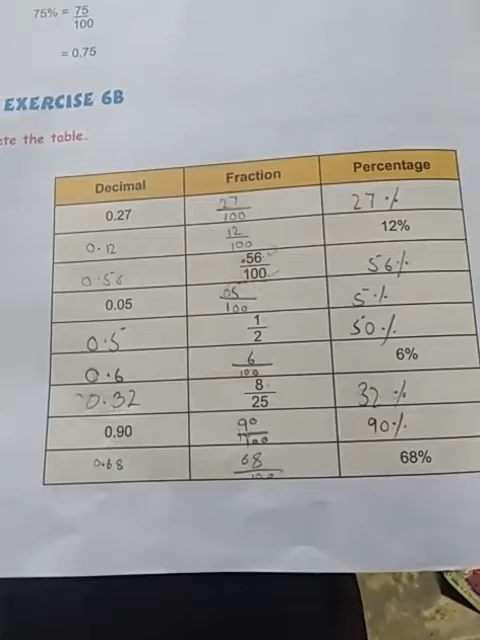 75% = 75/100
= 0.75
EXERCISE 6B
te the table.
Decimal Fraction Percentage
0.27 27/100 27%
0.12 12/100 12%
0.56 .56/100 56%
0.05 05/100 5%
0.5 1/2 50%
0.6 6/100 6%
0.32 8/25 32%
0.90 90/100 90%
0.68 68/100 68%